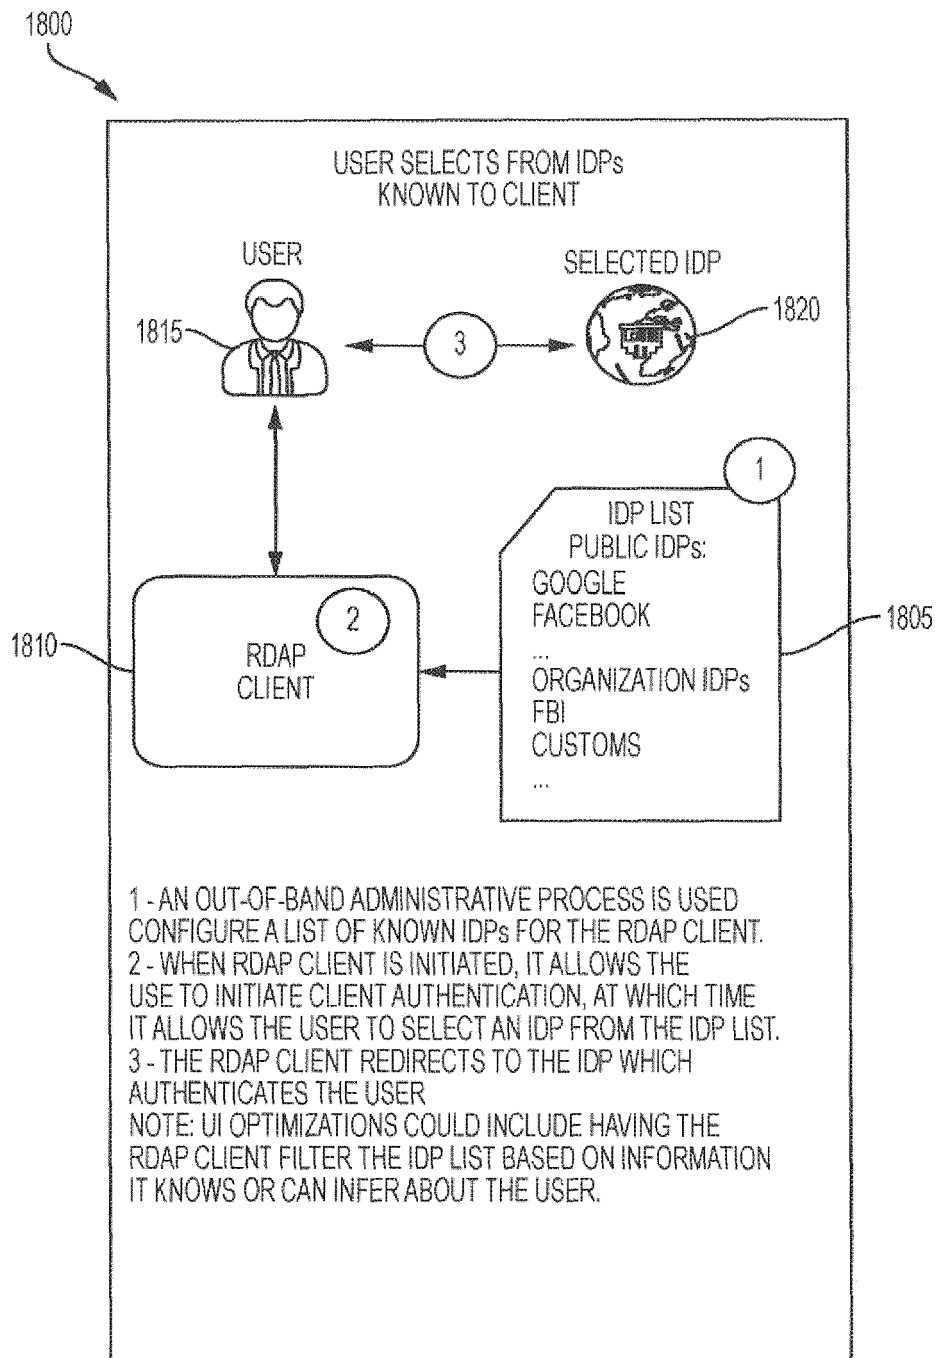 1800
USER SELECTS FROM IDPs
KNOWN TO CLIENT
USER
SELECTED IDP
1815
3
1820
1
IDP LIST
PUBLIC IDPs:
GOOGLE
FACEBOOK
...
ORGANIZATION IDPs
FBI
CUSTOMS
...
1805
2
1810
RDAP
CLIENT
1 - AN OUT-OF-BAND ADMINISTRATIVE PROCESS IS USED
CONFIGURE A LIST OF KNOWN IDPs FOR THE RDAP CLIENT.
2 - WHEN RDAP CLIENT IS INITIATED, IT ALLOWS THE
USE TO INITIATE CLIENT AUTHENTICATION, AT WHICH TIME
IT ALLOWS THE USER TO SELECT AN IDP FROM THE IDP LIST.
3 - THE RDAP CLIENT REDIRECTS TO THE IDP WHICH
AUTHENTICATES THE USER
NOTE: UI OPTIMIZATIONS COULD INCLUDE HAVING THE
RDAP CLIENT FILTER THE IDP LIST BASED ON INFORMATION
IT KNOWS OR CAN INFER ABOUT THE USER.